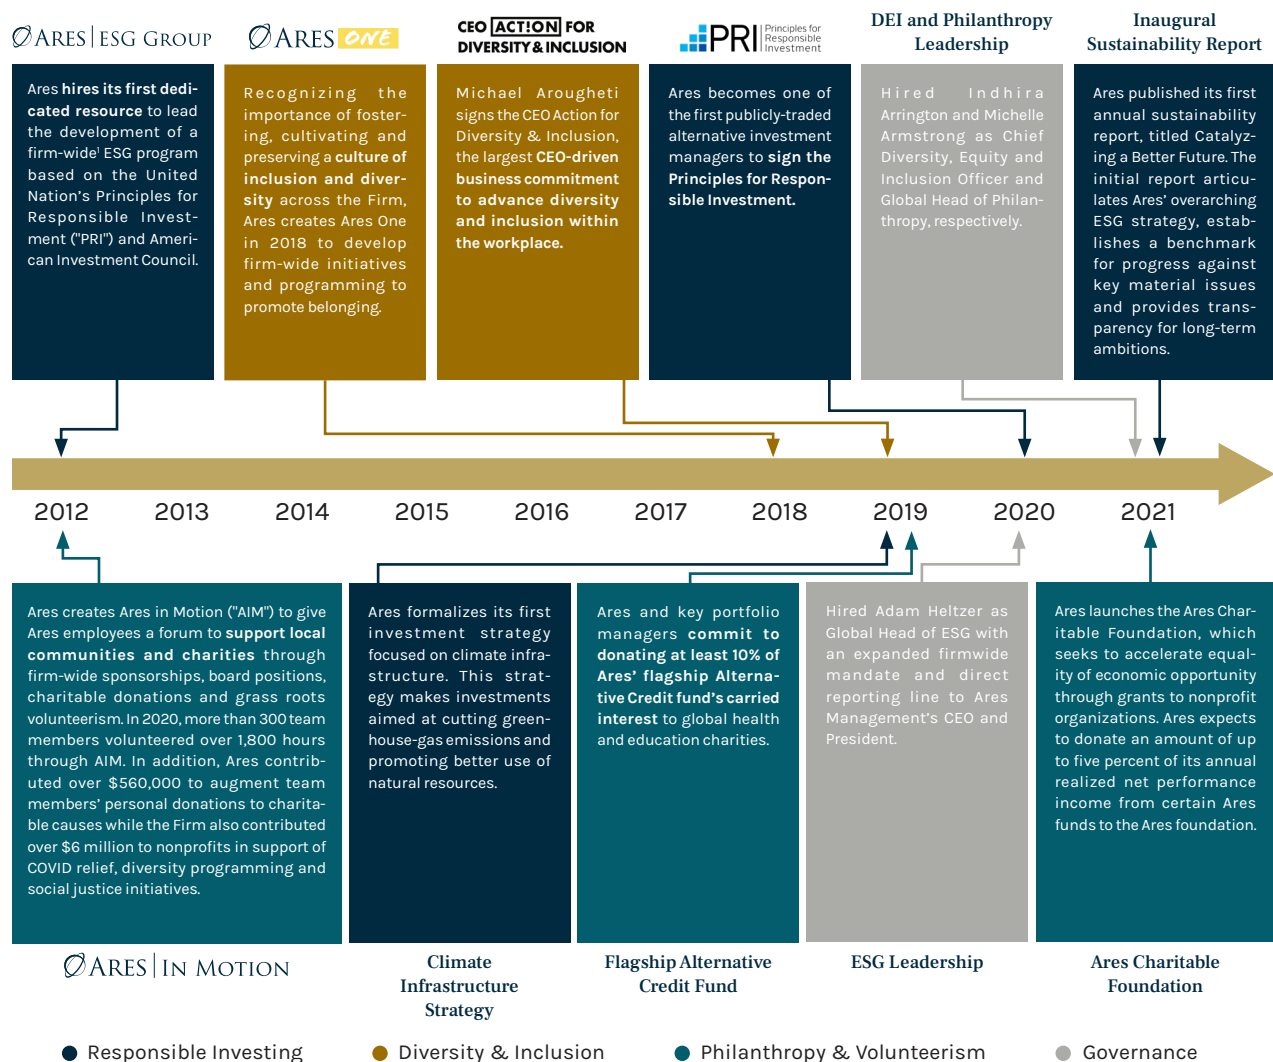 ARES | ESG GROUP
Ares hires its first dedi-
cated resource to lead
the development of a
firm-wide¹ ESG program
based on the United
Nation's Principles for
Responsible Invest-
ment ("PRI") and Ameri-
can Investment Council.
ARES ONE
Recognizing the
importance of foster-
ing, cultivating and
preserving a culture of
inclusion and diver-
sity across the Firm,
Ares creates Ares One
in 2018 to develop
firm-wide initiatives
and programming to
promote belonging.
CEO ACT!ON FOR
DIVERSITY & INCLUSION
Michael Arougheti
signs the CEO Action for
Diversity & Inclusion,
the largest CEO-driven
business commitment
to advance diversity
and inclusion within
the workplace.
PRI Principles for
Responsible
Investment
Ares becomes one of
the first publicly-traded
alternative investment
managers to sign the
Principles for Respon-
sible Investment.
DEI and Philanthropy
Leadership
Hired Indhira
Arrington and Michelle
Armstrong as Chief
Diversity, Equity and
Inclusion Officer and
Global Head of Philan-
thropy, respectively.
Inaugural
Sustainability Report
Ares published its first
annual sustainability
report, titled Catalyz-
ing a Better Future. The
initial report articu-
lates Ares' overarching
ESG strategy, estab-
lishes a benchmark
for progress against
key material issues
and provides trans-
parency for long-term
ambitions.
2012 2013 2014 2015 2016 2017 2018 2019 2020 2021
Ares creates Ares in Motion ("AIM") to give
Ares employees a forum to support local
communities and charities through
firm-wide sponsorships, board positions,
charitable donations and grass roots
volunteerism. In 2020, more than 300 team
members volunteered over 1,800 hours
through AIM. In addition, Ares contrib-
uted over $560,000 to augment team
members' personal donations to charita-
ble causes while the Firm also contributed
over $6 million to nonprofits in support of
COVID relief, diversity programming and
social justice initiatives.
ARES | IN MOTION
Ares formalizes its first
investment strategy
focused on climate infra-
structure. This strat-
egy makes investments
aimed at cutting green-
house-gas emissions and
promoting better use of
natural resources.
Climate
Infrastructure
Strategy
Ares and key portfolio
managers commit to
donating at least 10% of
Ares' flagship Alterna-
tive Credit fund's carried
interest to global health
and education charities.
Flagship Alternative
Credit Fund
Hired Adam Heltzer as
Global Head of ESG with
an expanded firmwide
mandate and direct
reporting line to Ares
Management's CEO and
President.
ESG Leadership
Ares launches the Ares Char-
itable Foundation, which
seeks to accelerate equal-
ity of economic opportunity
through grants to nonprofit
organizations. Ares expects
to donate an amount of up
to five percent of its annual
realized net performance
income from certain Ares
funds to the Ares foundation.
Ares Charitable
Foundation
Responsible Investing
Diversity & Inclusion
Philanthropy & Volunteerism
Governance